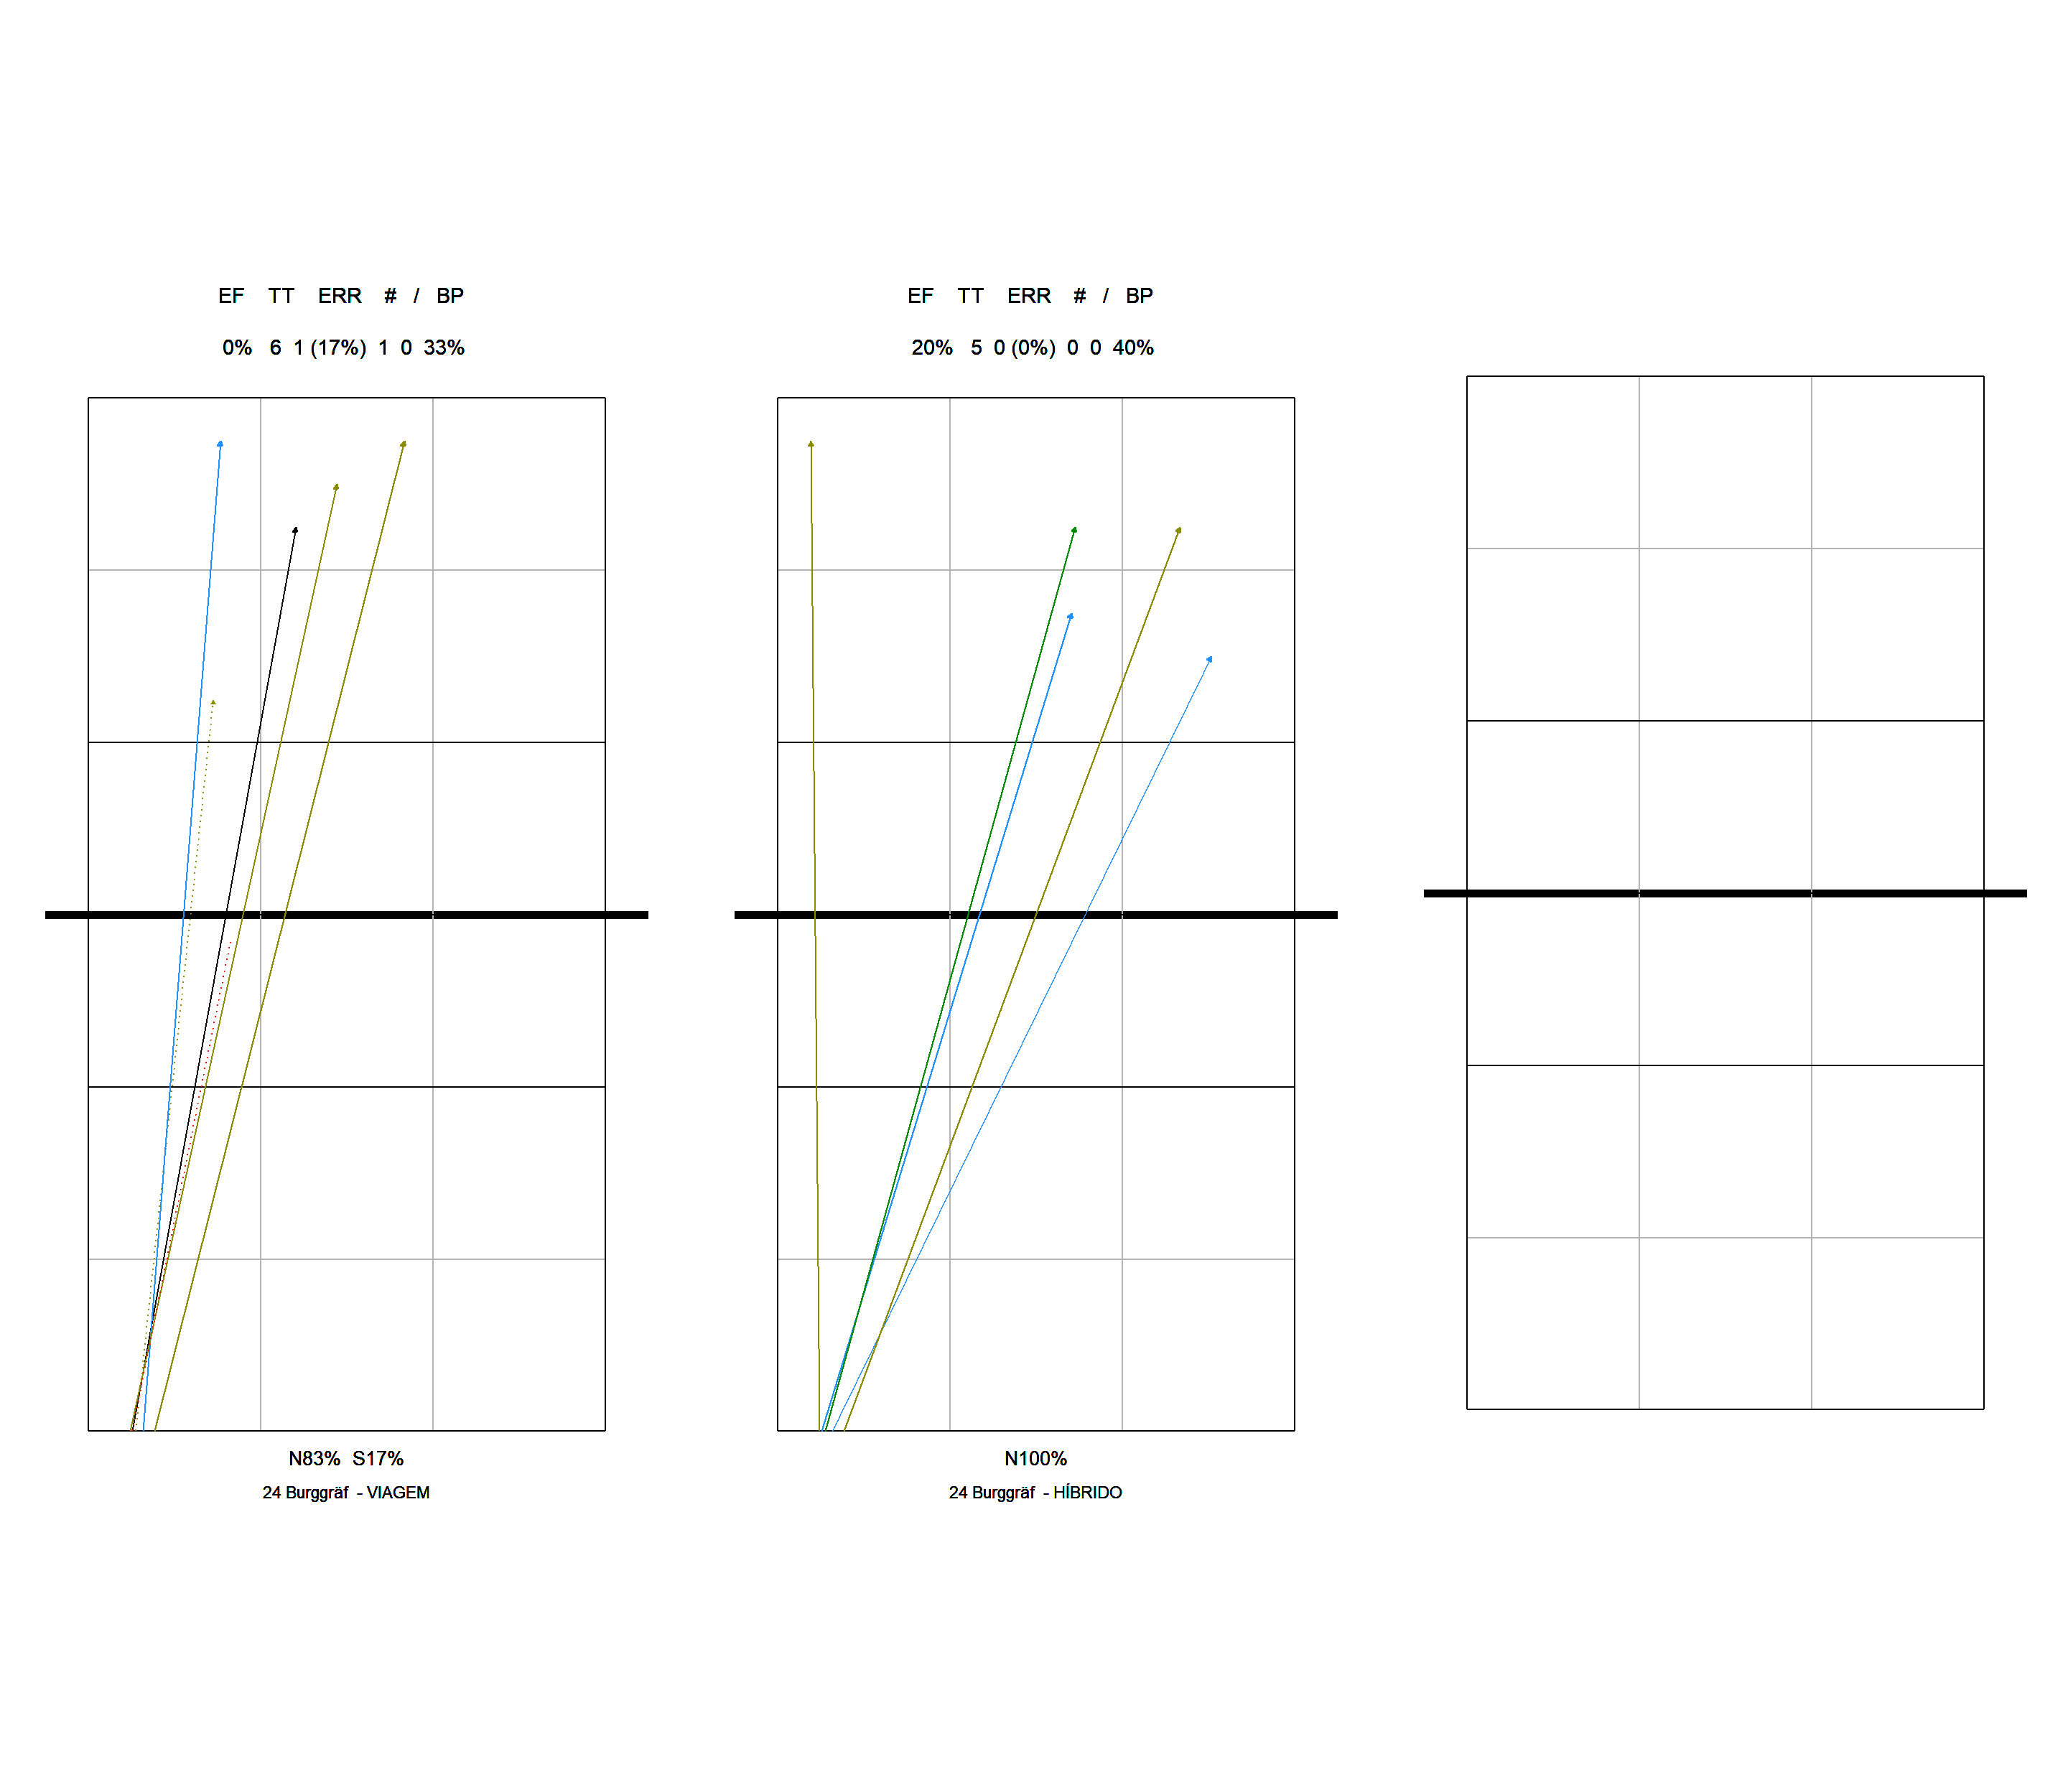 EF TT ERR # / BP
0% 6 1 (17%) 1 0 33%
N83% S17%
24 Burggräf - VIAGEM
EF TT ERR # / BP
20% 5 0 (0%) 0 0 40%
N100%
24 Burggräf - HÍBRIDO